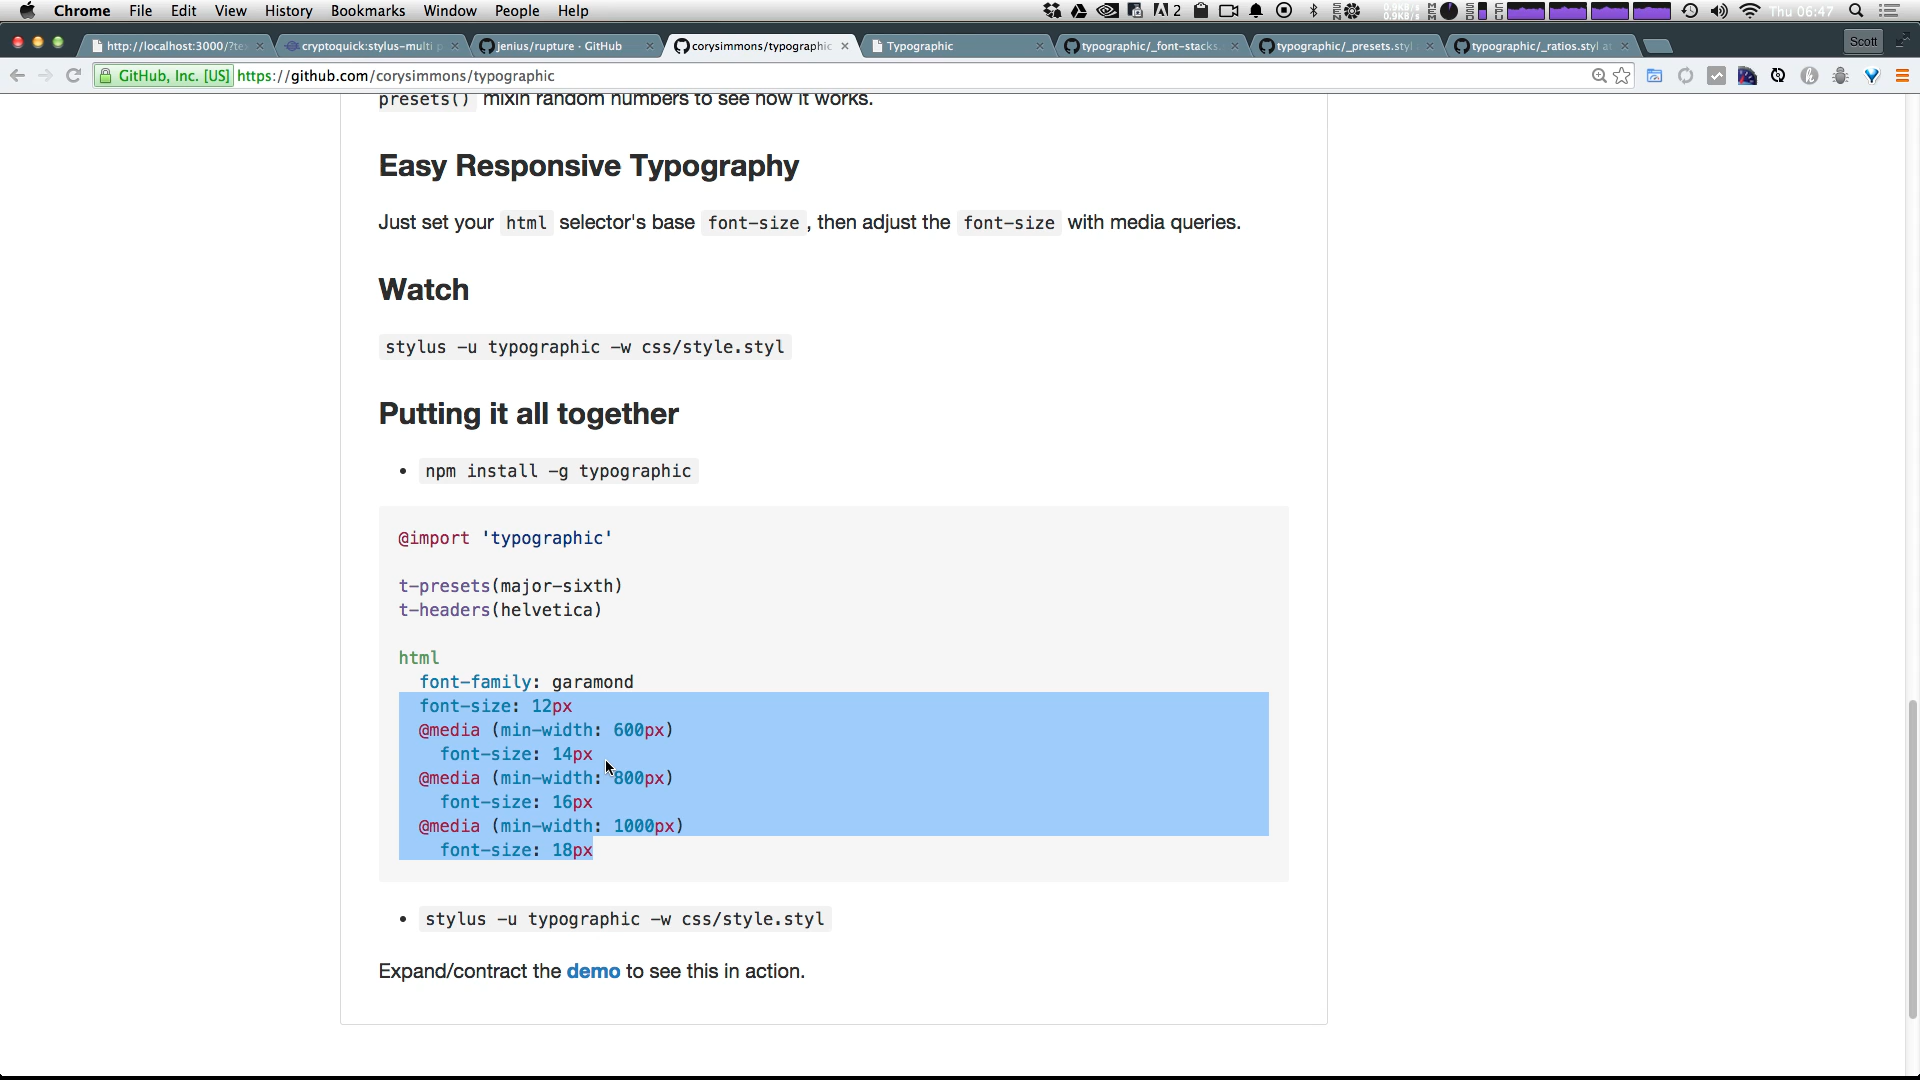 Chrome File Edit View History Bookmarks Window People Help
2 Thu 06:47
http://localhost:3000/?te
cryptoquick:stylus-multi p
jenius/rupture · GitHub
corysimmons/typographic
Typographic
typographic/_font-stacks.
typographic/_presets.styl
typographic/_ratios.styl at
Scott
GitHub, Inc. [US] https://github.com/corysimmons/typographic
presets() mixin random numbers to see how it works.
Easy Responsive Typography
Just set your html selector's base font-size , then adjust the font-size with media queries.
Watch
stylus -u typographic -w css/style.styl
Putting it all together
• npm install -g typographic
@import 'typographic'
t-presets(major-sixth)
t-headers(helvetica)
html
font-family: garamond
font-size: 12px
@media (min-width: 600px)
font-size: 14px
@media (min-width: 800px)
font-size: 16px
@media (min-width: 1000px)
font-size: 18px
• stylus -u typographic -w css/style.styl
Expand/contract the demo to see this in action.